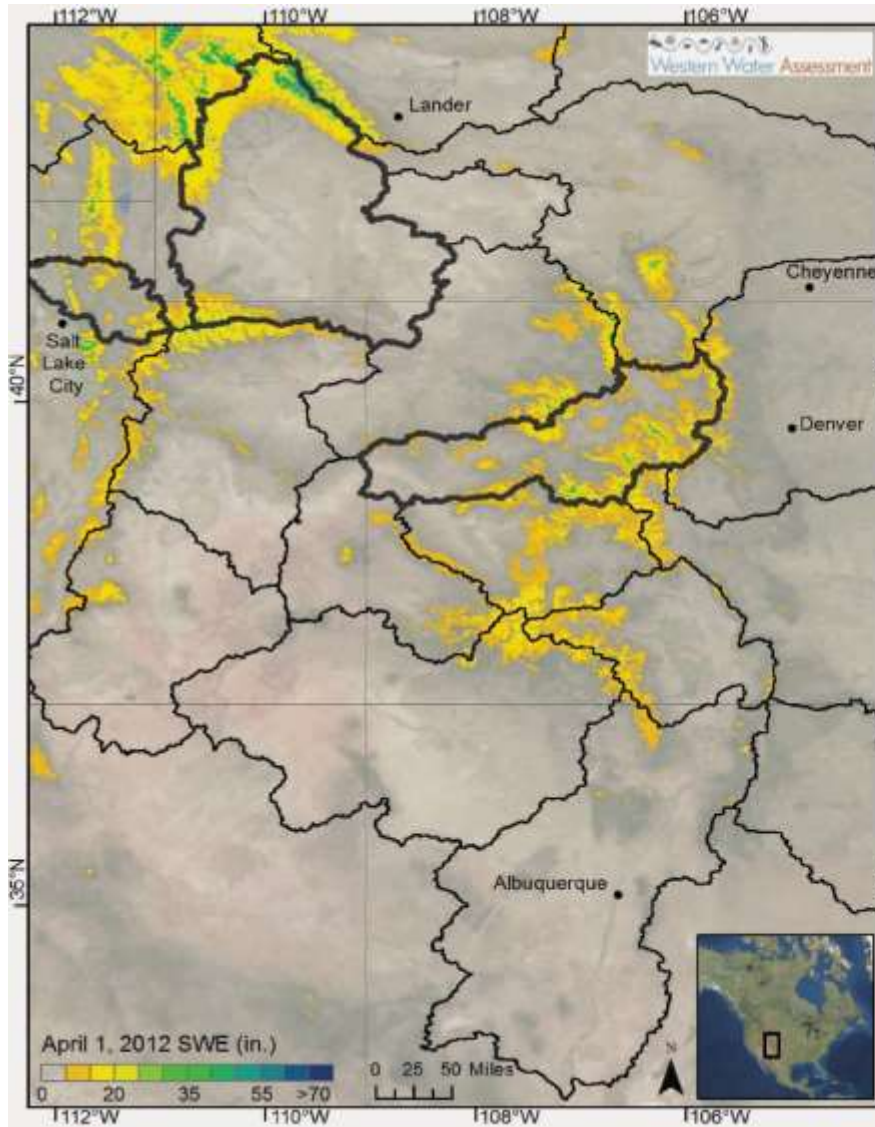 112°W 110°W 108°W 106°W
Western Water Assessment
Lander
Cheyenne
Salt
Lake
City
40°N
Denver
35°N
Albuquerque
April 1, 2012 SWE (in.)
0 20 35 55 >70
0 25 50 Miles
N
112°W 110°W 108°W 106°W